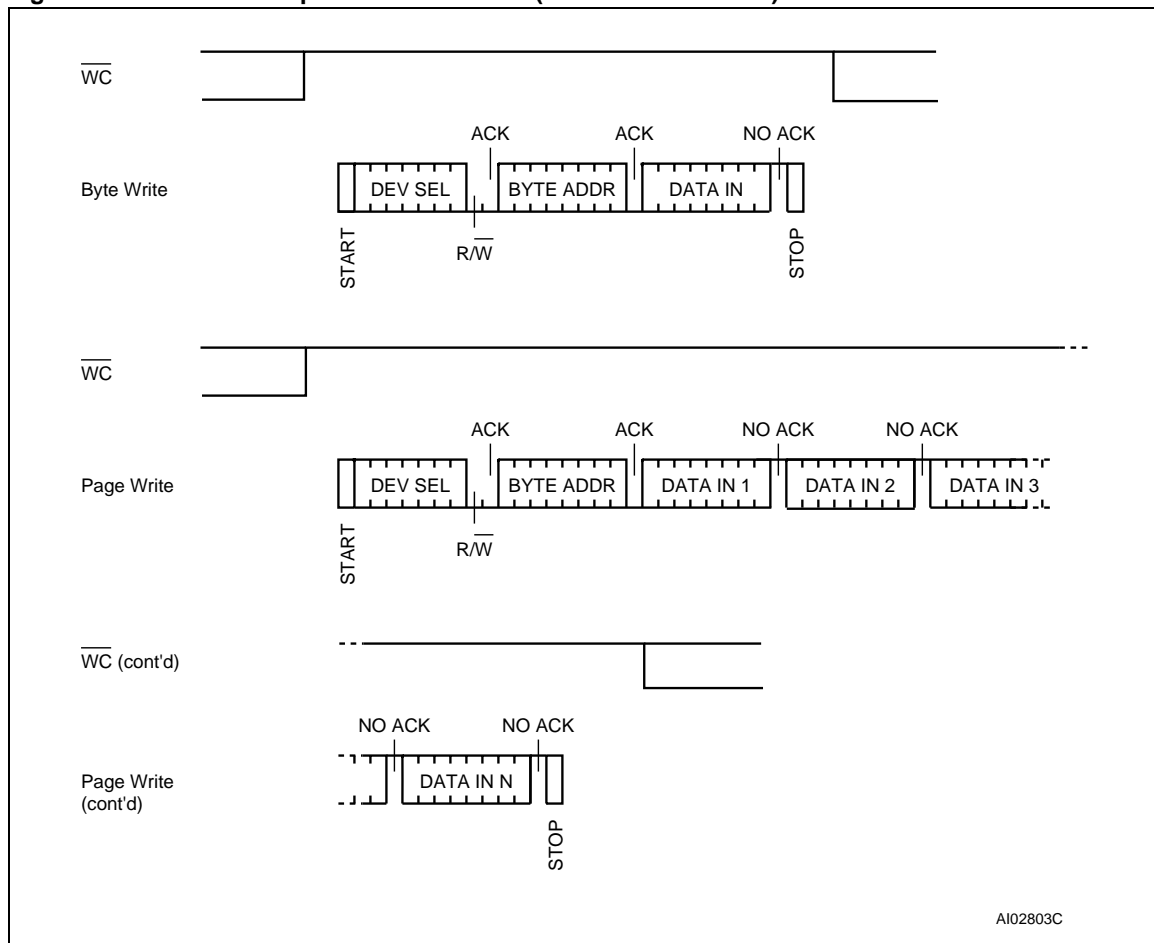 WC
ACK ACK NO ACK
Byte Write DEV SEL BYTE ADDR DATA IN
R/W
START STOP
WC
ACK ACK NO ACK NO ACK
Page Write DEV SEL BYTE ADDR DATA IN 1 DATA IN 2 DATA IN 3
R/W
START
WC (cont'd)
NO ACK NO ACK
Page Write DATA IN N
(cont'd)
STOP
AI02803C